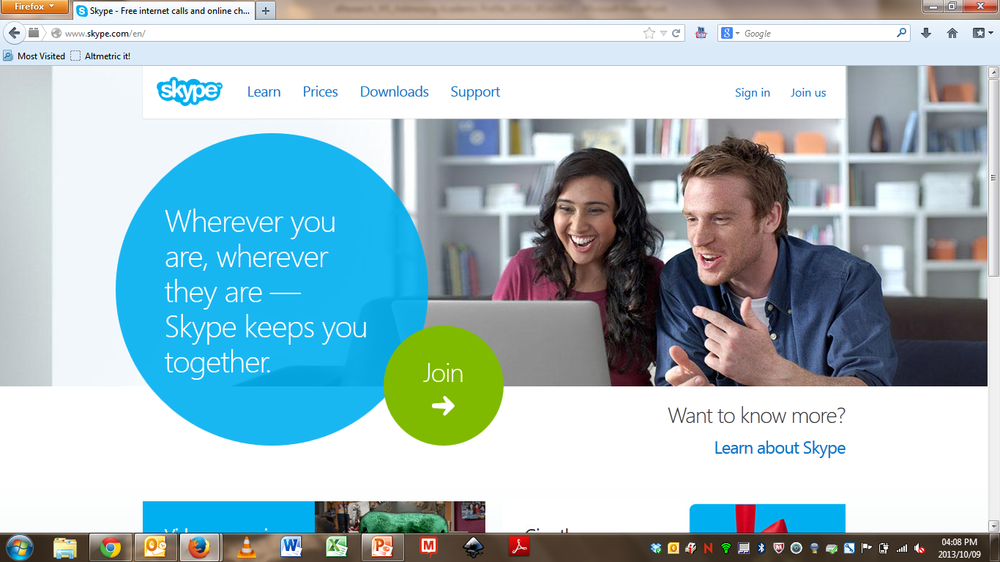 Firefox
Skype - Free internet calls and online ch...
www.skype.com/en/
Google
Most Visited
Altmetric it!
skype
Learn
Prices
Downloads
Support
Sign in
Join us
Wherever you
are, wherever
they are —
Skype keeps you
together.
Join
Want to know more?
Learn about Skype
04:08 PM
2013/10/09